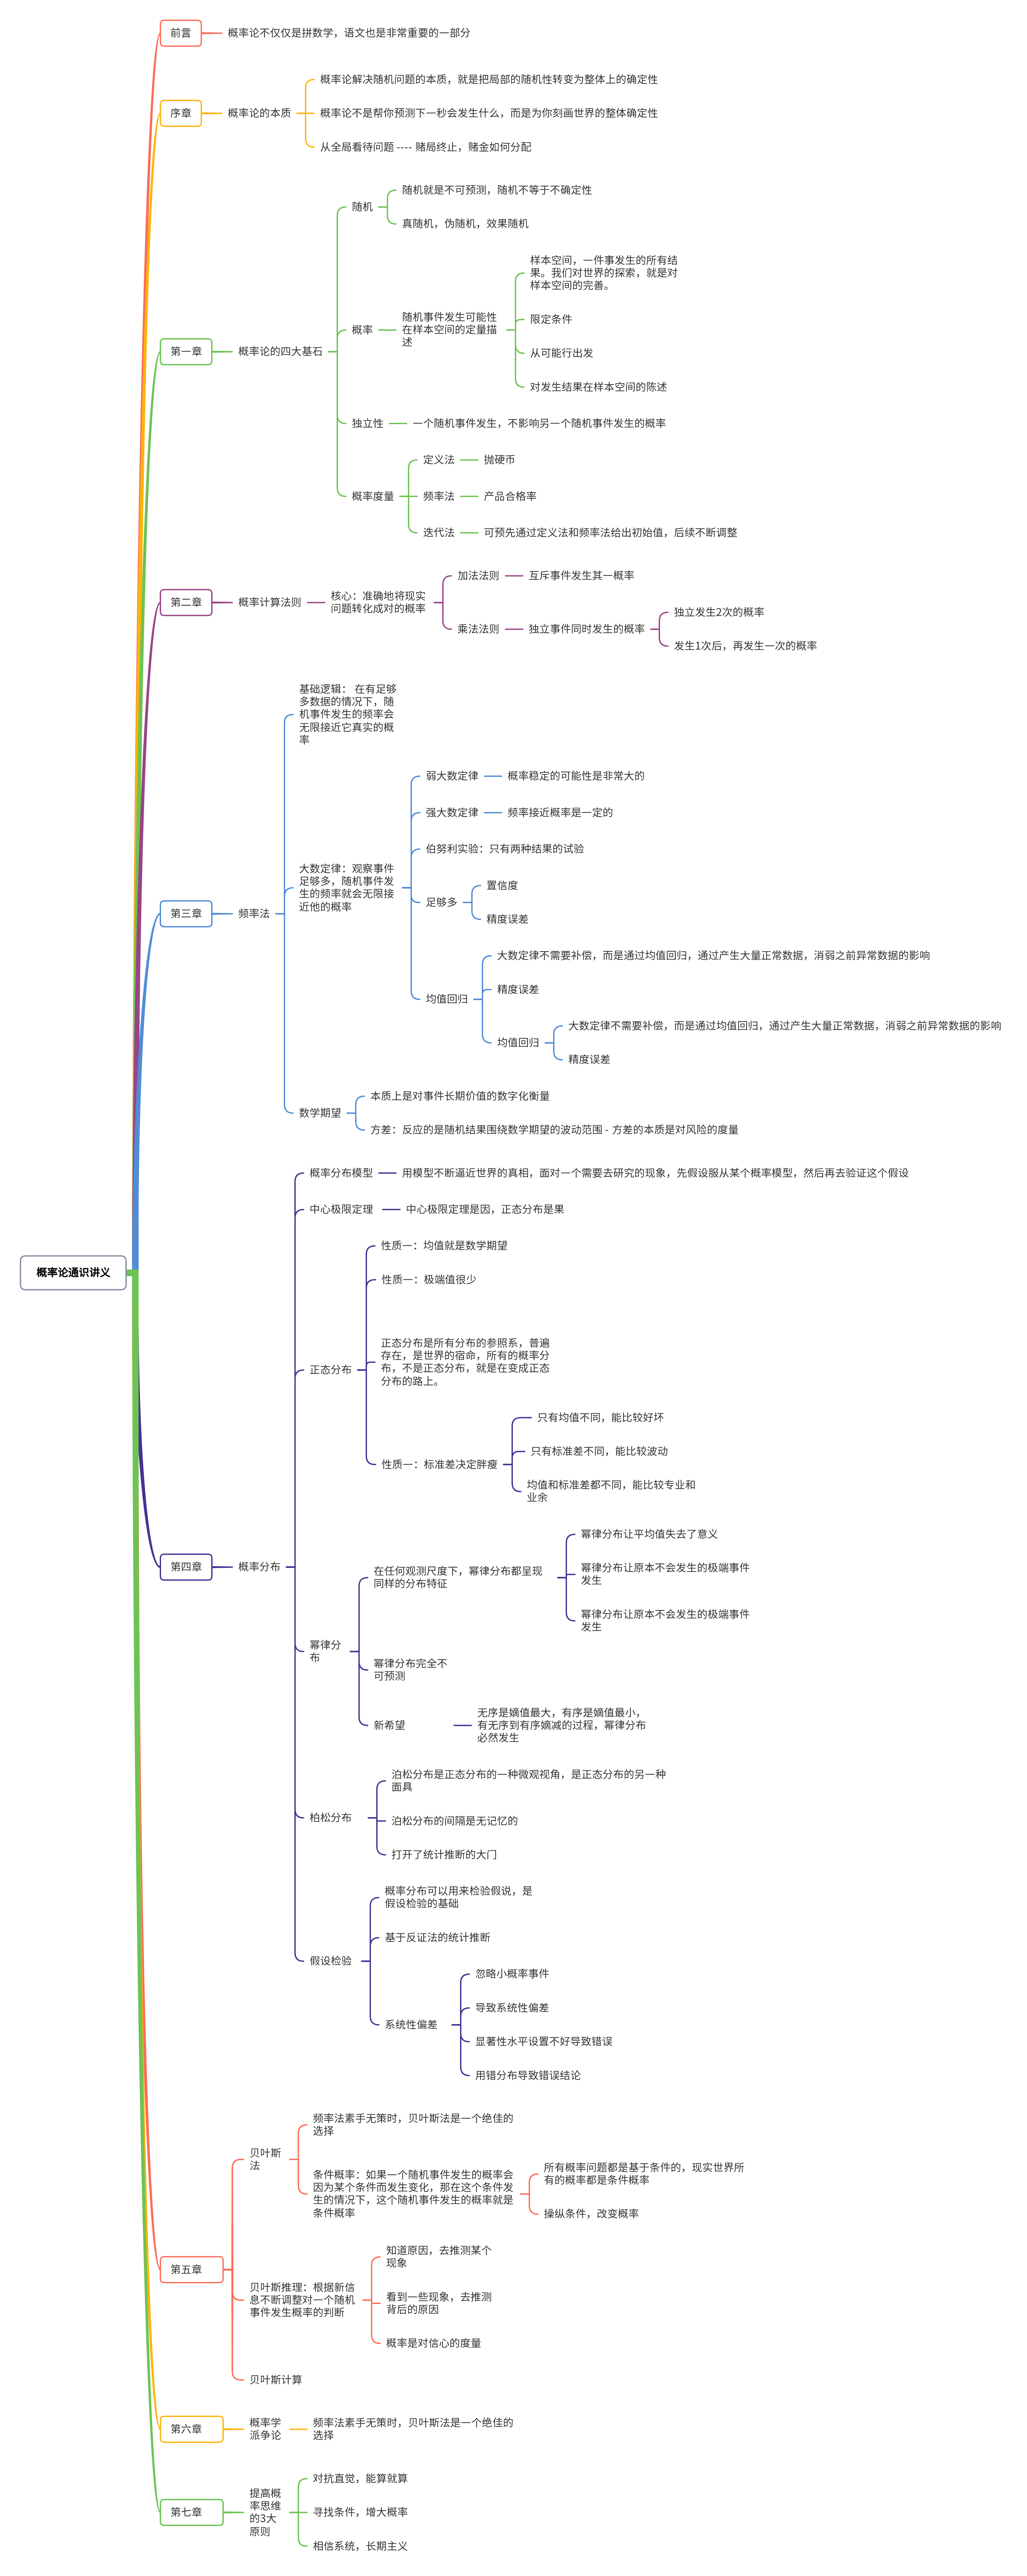 概率论通识讲义
前言
概率论不仅仅是拼数学，语文也是非常重要的一部分
序章
概率论的本质
概率论解决随机问题的本质，就是把局部的随机性转变为整体上的确定性
概率论不是帮你预测下一秒会发生什么，而是为你刻画世界的整体确定性
从全局看待问题 ---- 赌局终止，赌金如何分配
第一章
概率论的四大基石
随机
随机就是不可预测，随机不等于不确定性
真随机，伪随机，效果随机
概率
随机事件发生可能性
在样本空间的定量描
述
样本空间，一件事发生的所有结
果。我们对世界的探索，就是对
样本空间的完善。
限定条件
从可能行出发
对发生结果在样本空间的陈述
独立性
一个随机事件发生，不影响另一个随机事件发生的概率
概率度量
定义法
抛硬币
频率法
产品合格率
迭代法
可预先通过定义法和频率法给出初始值，后续不断调整
第二章
概率计算法则
核心：准确地将现实
问题转化成对的概率
加法法则
互斥事件发生其一概率
乘法法则
独立事件同时发生的概率
独立发生2次的概率
发生1次后，再发生一次的概率
第三章
频率法
基础逻辑： 在有足够
多数据的情况下，随
机事件发生的频率会
无限接近它真实的概
率
大数定律：观察事件
足够多，随机事件发
生的频率就会无限接
近他的概率
弱大数定律
概率稳定的可能性是非常大的
强大数定律
频率接近概率是一定的
伯努利实验：只有两种结果的试验
足够多
置信度
精度误差
均值回归
大数定律不需要补偿，而是通过均值回归，通过产生大量正常数据，消弱之前异常数据的影响
精度误差
均值回归
大数定律不需要补偿，而是通过均值回归，通过产生大量正常数据，消弱之前异常数据的影响
精度误差
数学期望
本质上是对事件长期价值的数字化衡量
方差：反应的是随机结果围绕数学期望的波动范围 - 方差的本质是对风险的度量
第四章
概率分布
概率分布模型
用模型不断逼近世界的真相，面对一个需要去研究的现象，先假设服从某个概率模型，然后再去验证这个假设
中心极限定理
中心极限定理是因，正态分布是果
正态分布
性质一：均值就是数学期望
性质一：极端值很少
正态分布是所有分布的参照系，普遍
存在，是世界的宿命，所有的概率分
布，不是正态分布，就是在变成正态
分布的路上。
性质一：标准差决定胖瘦
只有均值不同，能比较好坏
只有标准差不同，能比较波动
均值和标准差都不同，能比较专业和
业余
幂律分
布
在任何观测尺度下，幂律分布都呈现
同样的分布特征
幂律分布让平均值失去了意义
幂律分布让原本不会发生的极端事件
发生
幂律分布让原本不会发生的极端事件
发生
幂律分布完全不
可预测
新希望
无序是熵值最大，有序是熵值最小，
有无序到有序熵减的过程，幂律分布
必然发生
柏松分布
泊松分布是正态分布的一种微观视角，是正态分布的另一种
面具
泊松分布的间隔是无记忆的
打开了统计推断的大门
假设检验
概率分布可以用来检验假说，是
假设检验的基础
基于反证法的统计推断
系统性偏差
忽略小概率事件
导致系统性偏差
显著性水平设置不好导致错误
用错分布导致错误结论
第五章
贝叶斯
法
频率法素手无策时，贝叶斯法是一个绝佳的
选择
条件概率：如果一个随机事件发生的概率会
因为某个条件而发生变化，那在这个条件发
生的情况下，这个随机事件发生的概率就是
条件概率
所有概率问题都是基于条件的，现实世界所
有的概率都是条件概率
操纵条件，改变概率
贝叶斯推理：根据新信
息不断调整对一个随机
事件发生概率的判断
知道原因，去推测某个
现象
看到一些现象，去推测
背后的原因
概率是对信心的度量
贝叶斯计算
第六章
概率学
派争论
频率法素手无策时，贝叶斯法是一个绝佳的
选择
第七章
提高概
率思维
的3大
原则
对抗直觉，能算就算
寻找条件，增大概率
相信系统，长期主义